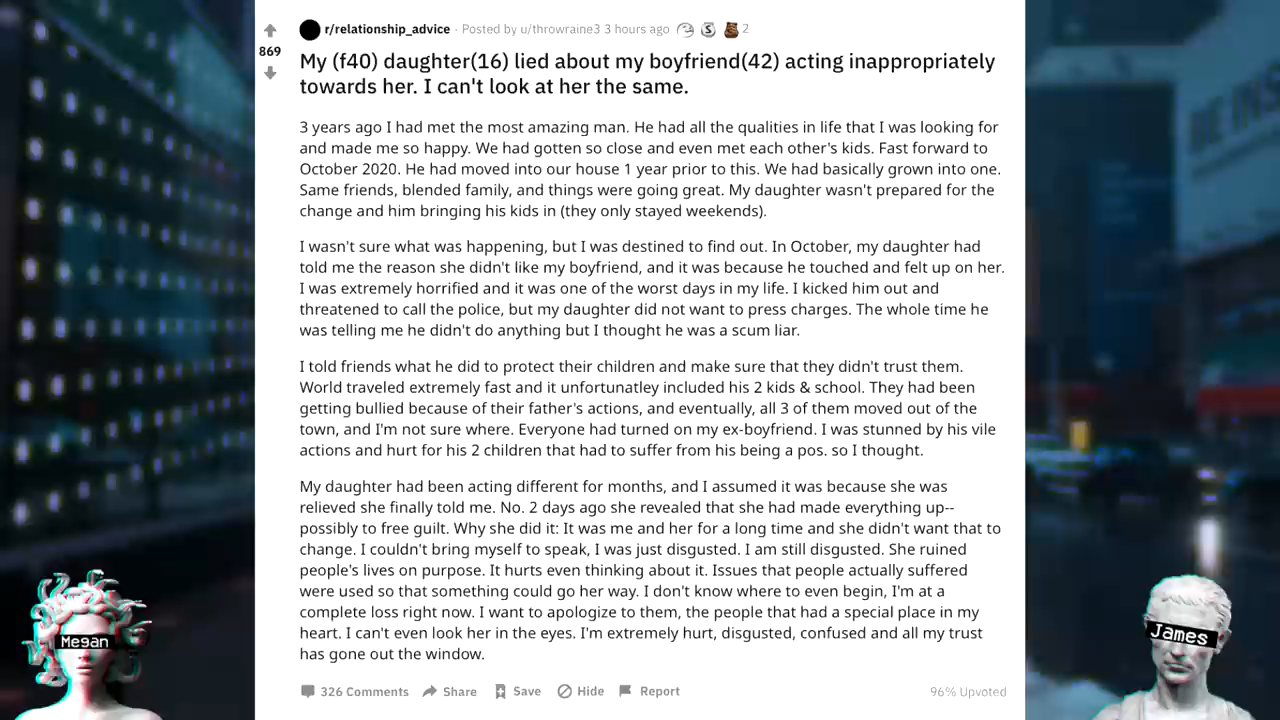 r/relationship_advice · Posted by u/throwraine3 3 hours ago 2
869
My (f40) daughter(16) lied about my boyfriend(42) acting inappropriately
towards her. I can't look at her the same.
3 years ago I had met the most amazing man. He had all the qualities in life that I was looking for
and made me so happy. We had gotten so close and even met each other's kids. Fast forward to
October 2020. He had moved into our house 1 year prior to this. We had basically grown into one.
Same friends, blended family, and things were going great. My daughter wasn't prepared for the
change and him bringing his kids in (they only stayed weekends).
I wasn't sure what was happening, but I was destined to find out. In October, my daughter had
told me the reason she didn't like my boyfriend, and it was because he touched and felt up on her.
I was extremely horrified and it was one of the worst days in my life. I kicked him out and
threatened to call the police, but my daughter did not want to press charges. The whole time he
was telling me he didn't do anything but I thought he was a scum liar.
I told friends what he did to protect their children and make sure that they didn't trust them.
World traveled extremely fast and it unfortunatley included his 2 kids & school. They had been
getting bullied because of their father's actions, and eventually, all 3 of them moved out of the
town, and I'm not sure where. Everyone had turned on my ex-boyfriend. I was stunned by his vile
actions and hurt for his 2 children that had to suffer from his being a pos. so I thought.
My daughter had been acting different for months, and I assumed it was because she was
relieved she finally told me. No. 2 days ago she revealed that she had made everything up--
possibly to free guilt. Why she did it: It was me and her for a long time and she didn't want that to
change. I couldn't bring myself to speak, I was just disgusted. I am still disgusted. She ruined
people's lives on purpose. It hurts even thinking about it. Issues that people actually suffered
were used so that something could go her way. I don't know where to even begin, I'm at a
complete loss right now. I want to apologize to them, the people that had a special place in my
heart. I can't even look her in the eyes. I'm extremely hurt, disgusted, confused and all my trust
has gone out the window.
Megan
James
326 Comments Share Save Hide Report 96% Upvoted